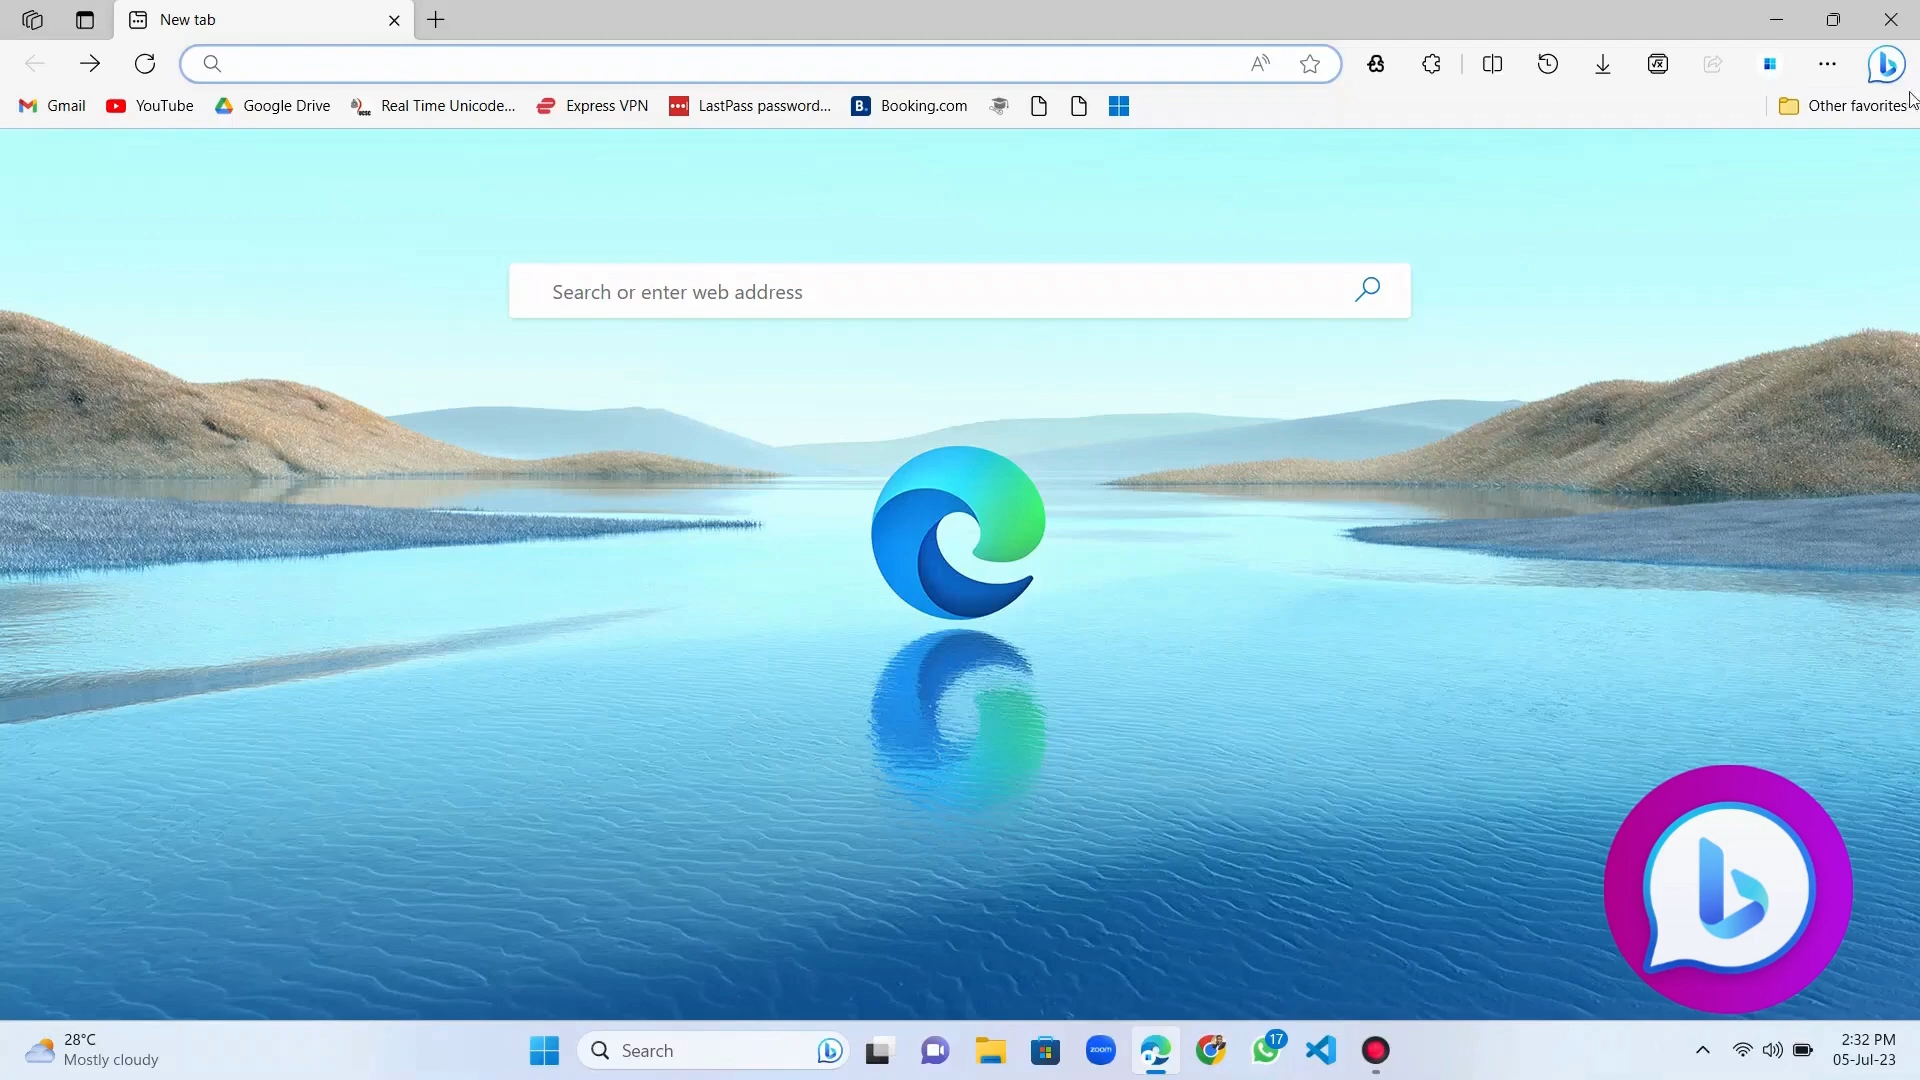 New tab
Gmail YouTube Google Drive Real Time Unicode... Express VPN LastPass password... Booking.com Other favorites
Search or enter web address
28°C
Mostly cloudy
Search
zoom
17
2:32 PM
05-Jul-23